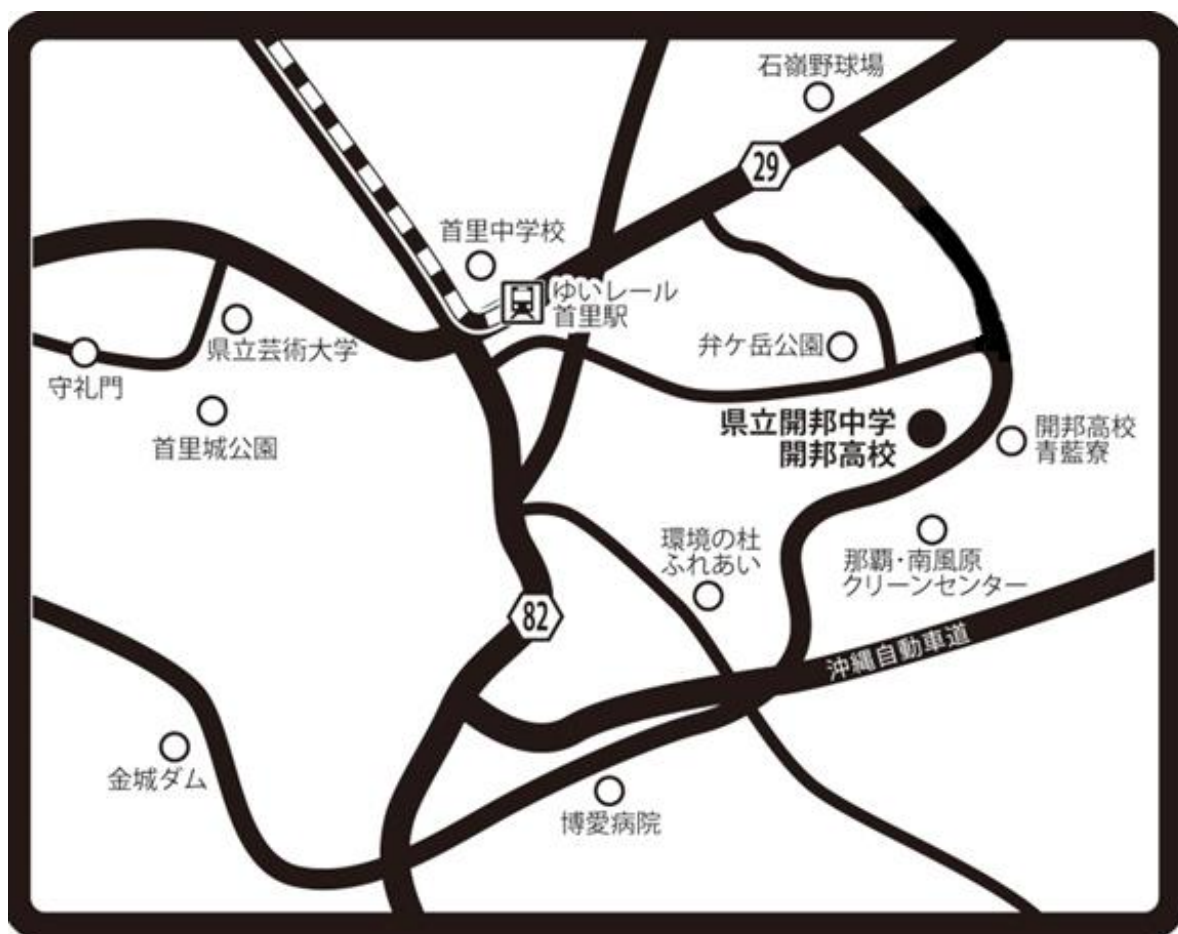 石嶺野球場
29
首里中学校
ゆいレール
首里駅
県立芸術大学
弁ケ岳公園
守礼門
首里城公園
県立開邦中学
開邦高校
開邦高校
青藍寮
環境の杜
ふれあい
那覇・南風原
クリーンセンター
82
沖縄自動車道
金城ダム
博愛病院